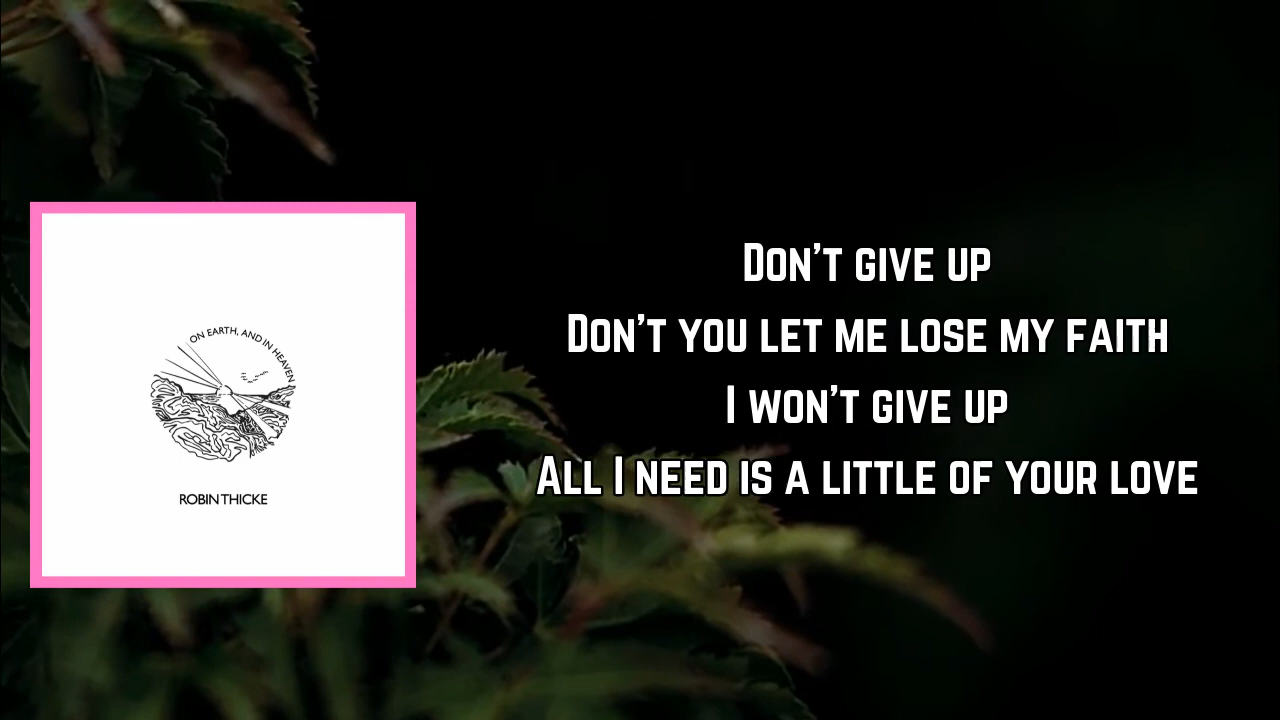 ON EARTH, AND IN HEAVEN
ROBIN THICKE
Don't give up
Don't you let me lose my faith
I won't give up
All I need is a little of your love